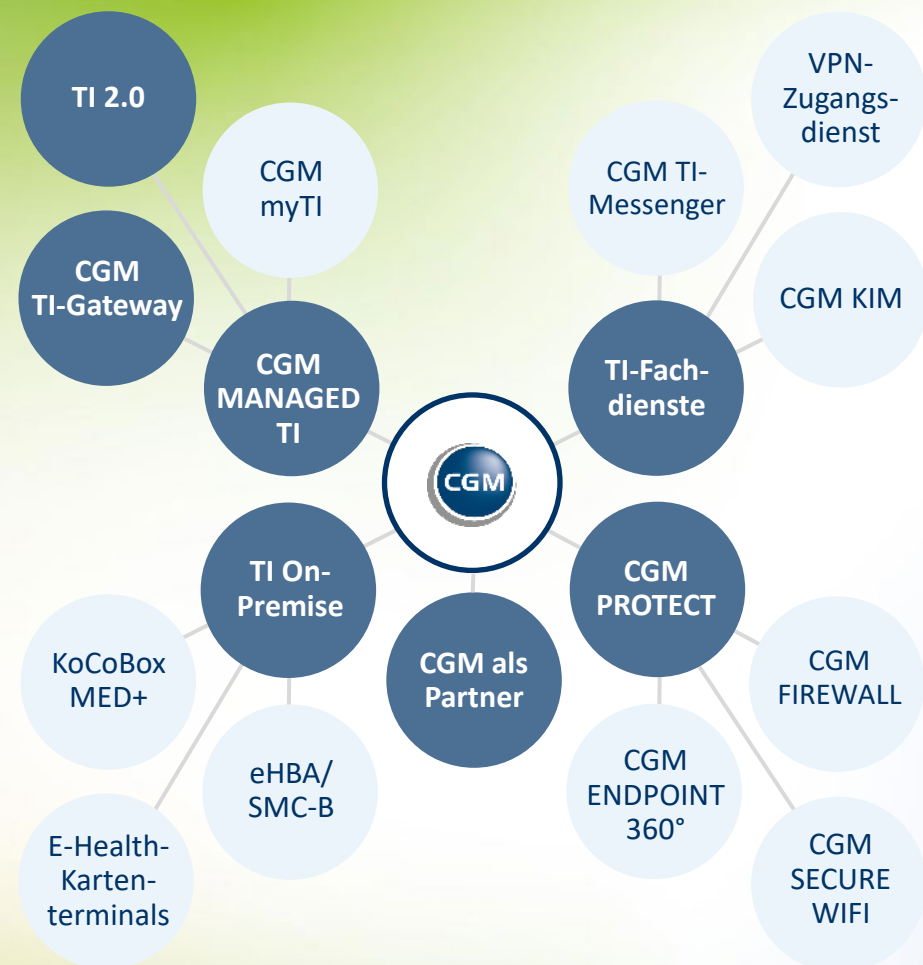 TI 2.0
CGM
myTI
CGM
TI-Gateway
CGM
MANAGED
TI
VPN-
Zugangs-
dienst
CGM TI-
Messenger
CGM KIM
TI-Fach-
dienste
CGM
TI On-
Premise
KoCoBox
MED+
eHBA/
SMC-B
E-Health-
Karten-
terminals
CGM als
Partner
CGM
PROTECT
CGM
FIREWALL
CGM
ENDPOINT
360°
CGM
SECURE
WIFI